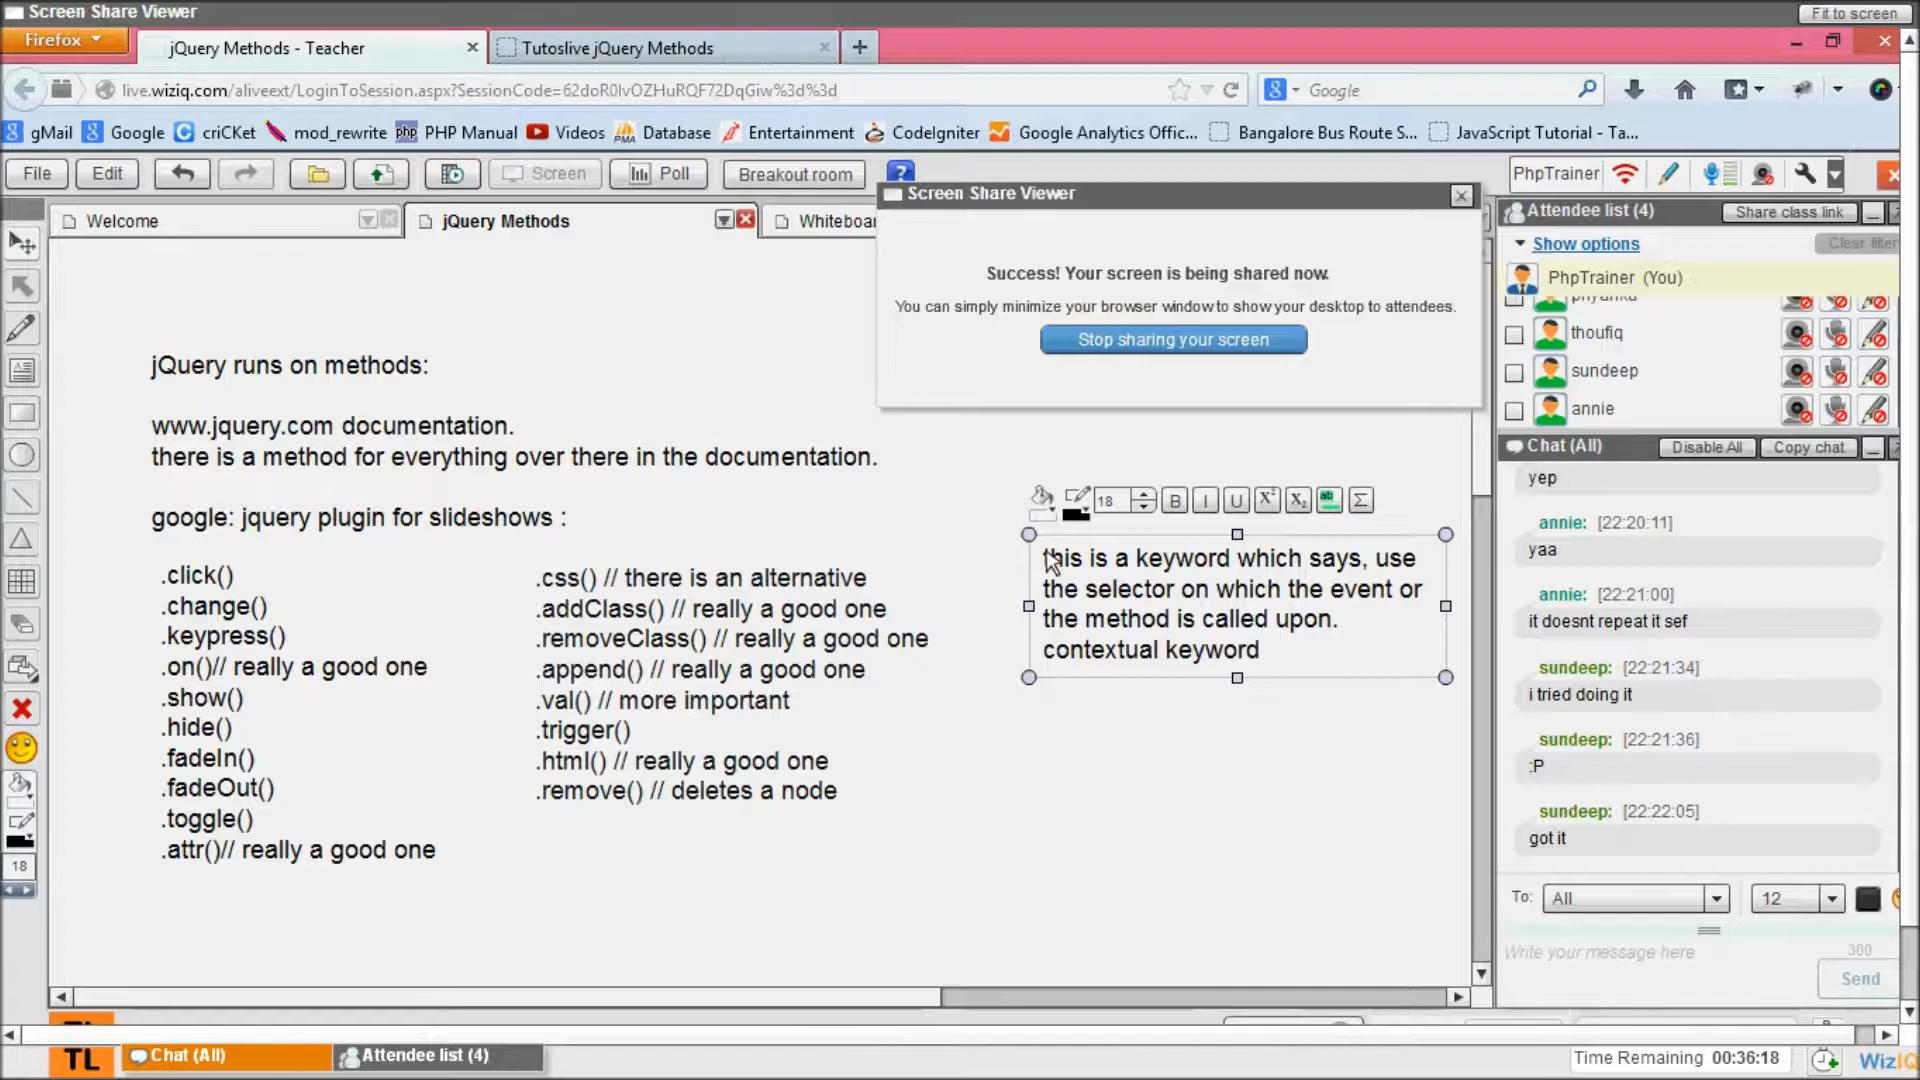 Screen Share Viewer
Fit to screen
Firefox
jQuery Methods - Teacher
Tutoslive jQuery Methods
live.wiziq.com/aliveext/LoginToSession.aspx?SessionCode=62doR0lvOZHuRQF72DqGiw%3d%3d
Google
gMail
Google
criCKet
mod_rewrite
php
PHP Manual
Videos
PMA
Database
Entertainment
CodeIgniter
Google Analytics Offic...
Bangalore Bus Route S...
JavaScript Tutorial - Ta...
File
Edit
Screen
Poll
Breakout room
?
PhpTrainer
Welcome
jQuery Methods
Whiteboa
Screen Share Viewer
Success! Your screen is being shared now.
You can simply minimize your browser window to show your desktop to attendees.
Stop sharing your screen
Attendee list (4)
Share class link
Show options
Clear filter
PhpTrainer (You)
priyanka
thoufiq
sundeep
annie
jQuery runs on methods:
www.jquery.com documentation.
there is a method for everything over there in the documentation.
google: jquery plugin for slideshows :
.click()
.change()
.keypress()
.on()// really a good one
.show()
.hide()
.fadeIn()
.fadeOut()
.toggle()
.attr()// really a good one
.css() // there is an alternative
.addClass() // really a good one
.removeClass() // really a good one
.append() // really a good one
.val() // more important
.trigger()
.html() // really a good one
.remove() // deletes a node
18
B I U X² X₂ ab Σ
this is a keyword which says, use
the selector on which the event or
the method is called upon.
contextual keyword
Chat (All)
Disable All
Copy chat
yep
annie: [22:20:11]
yaa
annie: [22:21:00]
it doesnt repeat it sef
sundeep: [22:21:34]
i tried doing it
sundeep: [22:21:36]
:P
sundeep: [22:22:05]
got it
To:
All
12
Write your message here
300
Send
18
TL
Chat (All)
Attendee list (4)
Time Remaining 00:36:18
WizIQ